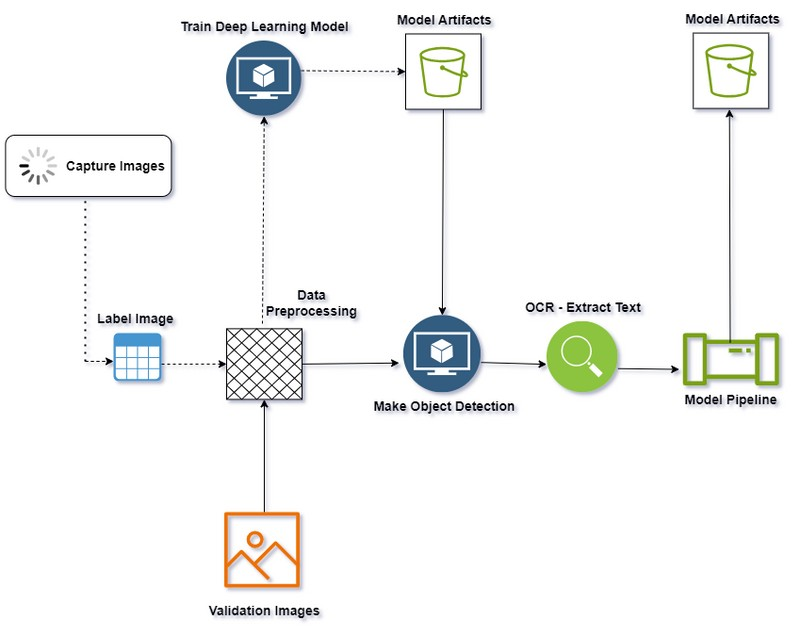 Train Deep Learning Model
Model Artifacts
Model Artifacts
Capture Images
Label Image
Data
Preprocessing
OCR - Extract Text
Make Object Detection
Model Pipeline
Validation Images